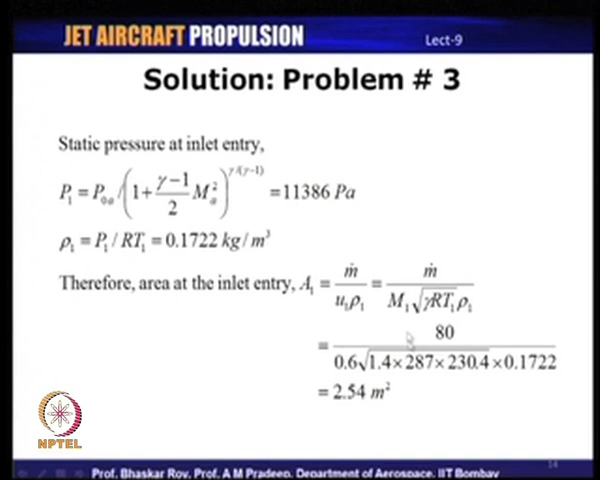 JET AIRCRAFT PROPULSION
Lect-9
Solution: Problem # 3
Static pressure at inlet entry,
P₁ = P₀ₐ / (1 + (γ−1)/2 Mₐ²)^(γ/(γ−1)) = 11386 Pa
ρ₁ = P₁ / RT₁ = 0.1722 kg / m³
Therefore, area at the inlet entry, A₁ = ṁ/(u₁ρ₁) = ṁ/(M₁√(γRT₁)ρ₁)
= 80/(0.6√(1.4×287×230.4)×0.1722)
= 2.54 m²
NPTEL
14
Prof. Bhaskar Roy, Prof. A M Pradeep, Department of Aerospace, IIT Bombay